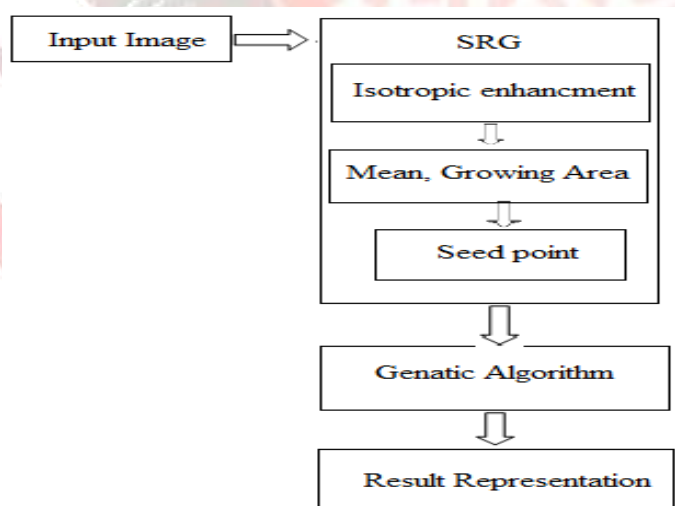 Input Image
SRG
Isotropic enhancment
Mean, Growing Area
Seed point
Genatic Algorithm
Result Representation